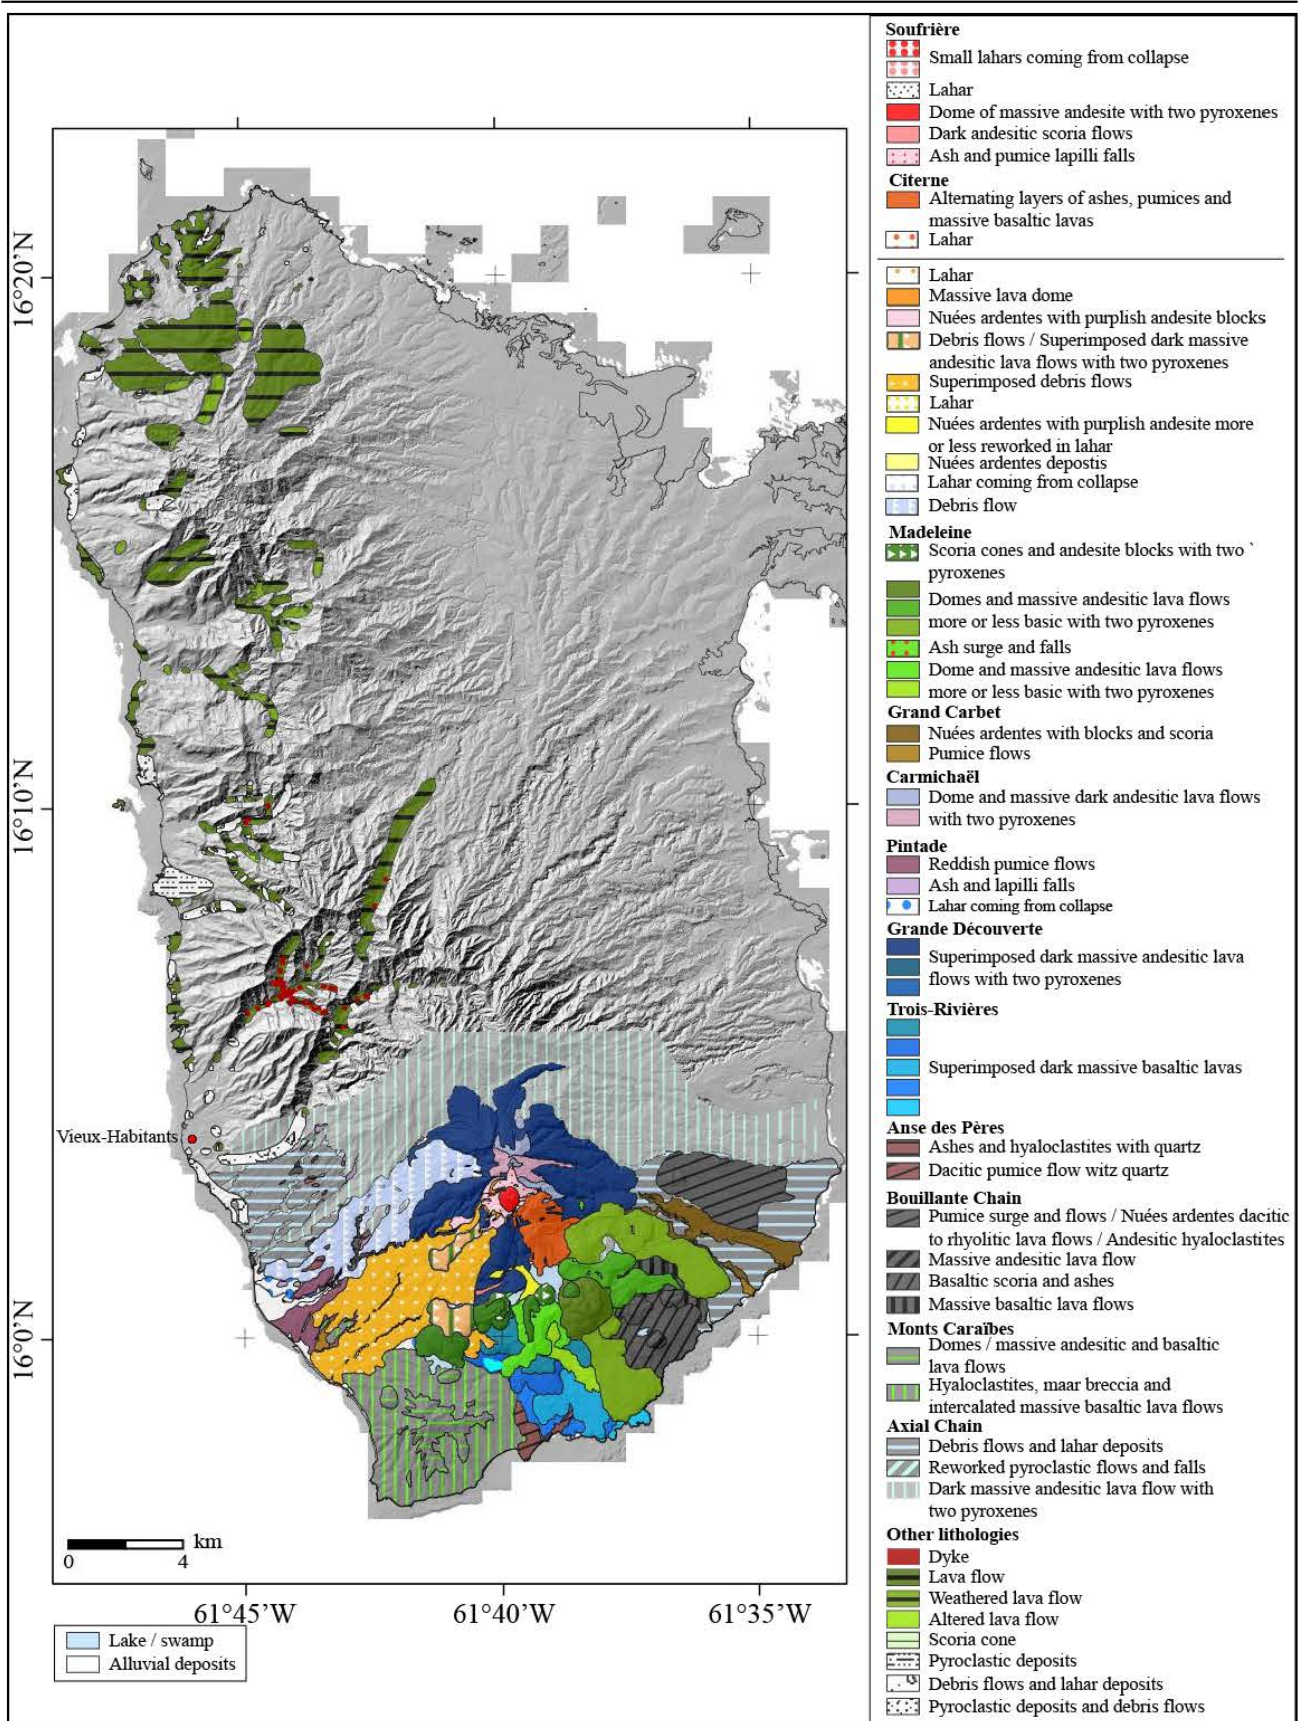 16°20’N
16°10’N
16°0’N
Vieux-Habitants
1
km
0 4
61°45’W 61°40’W 61°35’W
Lake / swamp
Alluvial deposits
Soufrière
Small lahars coming from collapse
Lahar
Dome of massive andesite with two pyroxenes
Dark andesitic scoria flows
Ash and pumice lapilli falls
Citerne
Alternating layers of ashes, pumices and
massive basaltic lavas
Lahar
Lahar
Massive lava dome
Nuées ardentes with purplish andesite blocks
Debris flows / Superimposed dark massive
andesitic lava flows with two pyroxenes
Superimposed debris flows
Lahar
Nuées ardentes with purplish andesite more
or less reworked in lahar
Nuées ardentes depostis
Lahar coming from collapse
Debris flow
Madeleine
Scoria cones and andesite blocks with two `
pyroxenes
Domes and massive andesitic lava flows
more or less basic with two pyroxenes
Ash surge and falls
Dome and massive andesitic lava flows
more or less basic with two pyroxenes
Grand Carbet
Nuées ardentes with blocks and scoria
Pumice flows
Carmichaël
Dome and massive dark andesitic lava flows
with two pyroxenes
Pintade
Reddish pumice flows
Ash and lapilli falls
Lahar coming from collapse
Grande Découverte
Superimposed dark massive andesitic lava
flows with two pyroxenes
Trois-Rivières
Superimposed dark massive basaltic lavas
Anse des Pères
Ashes and hyaloclastites with quartz
Dacitic pumice flow witz quartz
Bouillante Chain
Pumice surge and flows / Nuées ardentes dacitic
to rhyolitic lava flows / Andesitic hyaloclastites
Massive andesitic lava flow
Basaltic scoria and ashes
Massive basaltic lava flows
Monts Caraïbes
Domes / massive andesitic and basaltic
lava flows
Hyaloclastites, maar breccia and
intercalated massive basaltic lava flows
Axial Chain
Debris flows and lahar deposits
Reworked pyroclastic flows and falls
Dark massive andesitic lava flow with
two pyroxenes
Other lithologies
Dyke
Lava flow
Weathered lava flow
Altered lava flow
Scoria cone
Pyroclastic deposits
Debris flows and lahar deposits
Pyroclastic deposits and debris flows